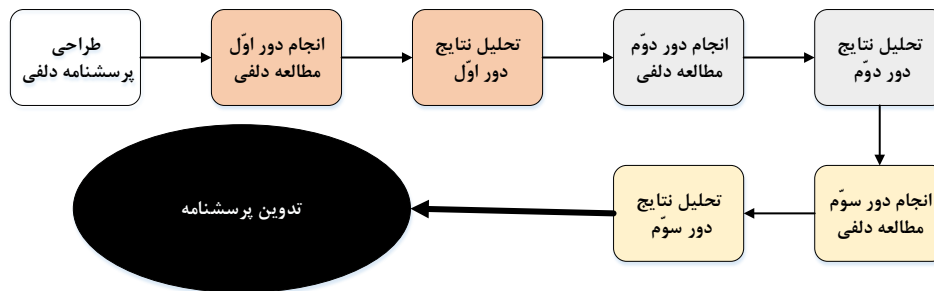 طراحی
پرسشنامه دلفی
انجام دور اوّل
مطالعه دلفی
تحلیل نتایج
دور اوّل
انجام دور دوّم
مطالعه دلفی
تحلیل نتایج
دور دوّم
انجام دور سوّم
مطالعه دلفی
تحلیل نتایج
دور سوّم
تدوین پرسشنامه